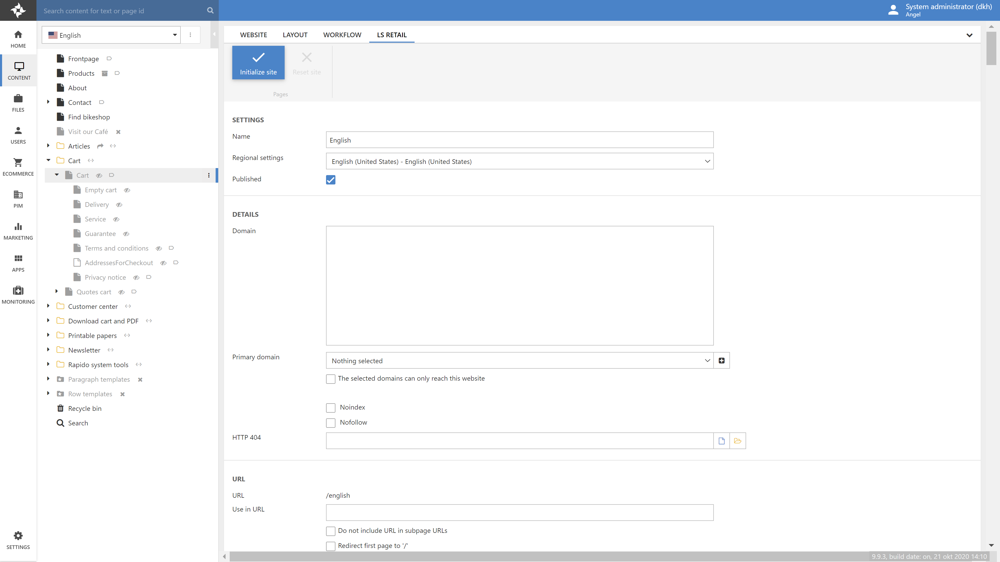 Search content for text or page id
System administrator (dkh)
Angel
HOME
CONTENT
FILES
USERS
ECOMMERCE
PIM
MARKETING
APPS
MONITORING
SETTINGS
English
Frontpage
Products
About
Contact
Find bikeshop
Visit our Café
Articles
Cart
Cart
Empty cart
Delivery
Service
Guarantee
Terms and conditions
AddressesForCheckout
Privacy notice
Quotes cart
Customer center
Download cart and PDF
Printable papers
Newsletter
Rapido system tools
Paragraph templates
Row templates
Recycle bin
Search
WEBSITE LAYOUT WORKFLOW LS RETAIL
Initialize site Reset site
Pages
SETTINGS
Name English
Regional settings English (United States) - English (United States)
Published
DETAILS
Domain
Primary domain Nothing selected
The selected domains can only reach this website
Noindex
Nofollow
HTTP 404
URL
URL /english
Use in URL
Do not include URL in subpage URLs
Redirect first page to '/'
9.9.3, build date: on, 21 okt 2020 14:10